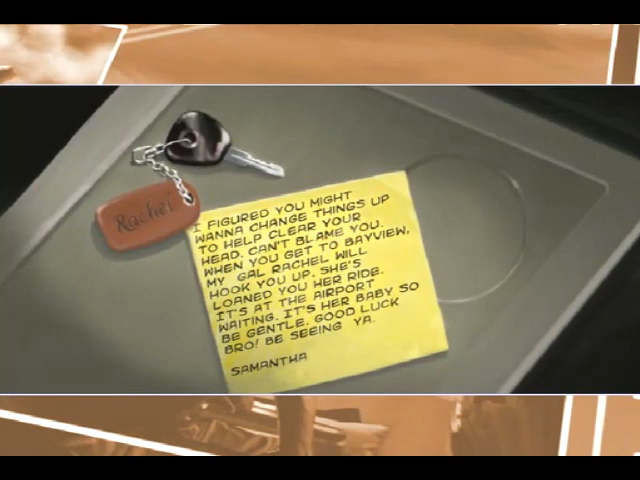 Rachel
I FIGURED YOU MIGHT
WANNA CHANGE THINGS UP
TO HELP CLEAR YOUR
HEAD. CAN'T BLAME YOU.
WHEN YOU GET TO BAYVIEW,
MY GAL RACHEL WILL
HOOK YOU UP. SHE'S
LOANED YOU HER RIDE.
IT'S AT THE AIRPORT
WAITING. IT'S HER BABY SO
BE GENTLE. GOOD LUCK
BRO! BE SEEING YA.
SAMANTHA